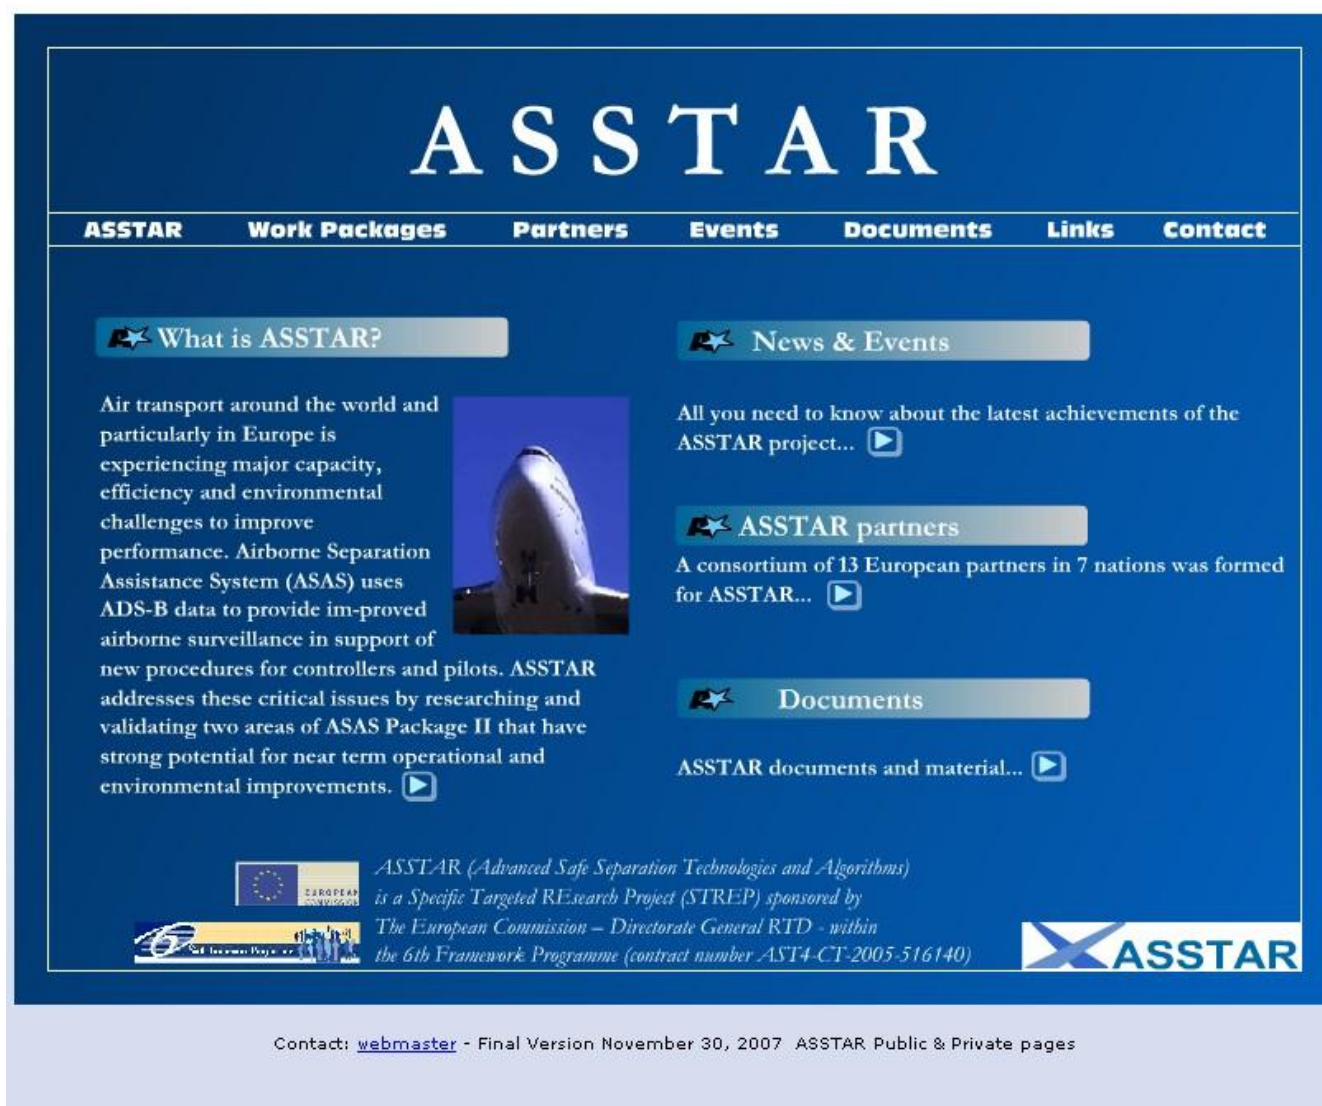 ASSTAR
ASSTAR Work Packages Partners Events Documents Links Contact
What is ASSTAR?
Air transport around the world and
particularly in Europe is
experiencing major capacity,
efficiency and environmental
challenges to improve
performance. Airborne Separation
Assistance System (ASAS) uses
ADS-B data to provide im-proved
airborne surveillance in support of
new procedures for controllers and pilots. ASSTAR
addresses these critical issues by researching and
validating two areas of ASAS Package II that have
strong potential for near term operational and
environmental improvements.
News & Events
All you need to know about the latest achievements of the
ASSTAR project...
ASSTAR partners
A consortium of 13 European partners in 7 nations was formed
for ASSTAR...
Documents
ASSTAR documents and material...
EUROPEAN
COMMISSION
ASSTAR (Advanced Safe Separation Technologies and Algorithms)
is a Specific Targeted REsearch Project (STREP) sponsored by
The European Commission – Directorate General RTD - within
the 6th Framework Programme (contract number AST4-CT-2005-516140)
ASSTAR
Contact: webmaster - Final Version November 30, 2007 ASSTAR Public & Private pages